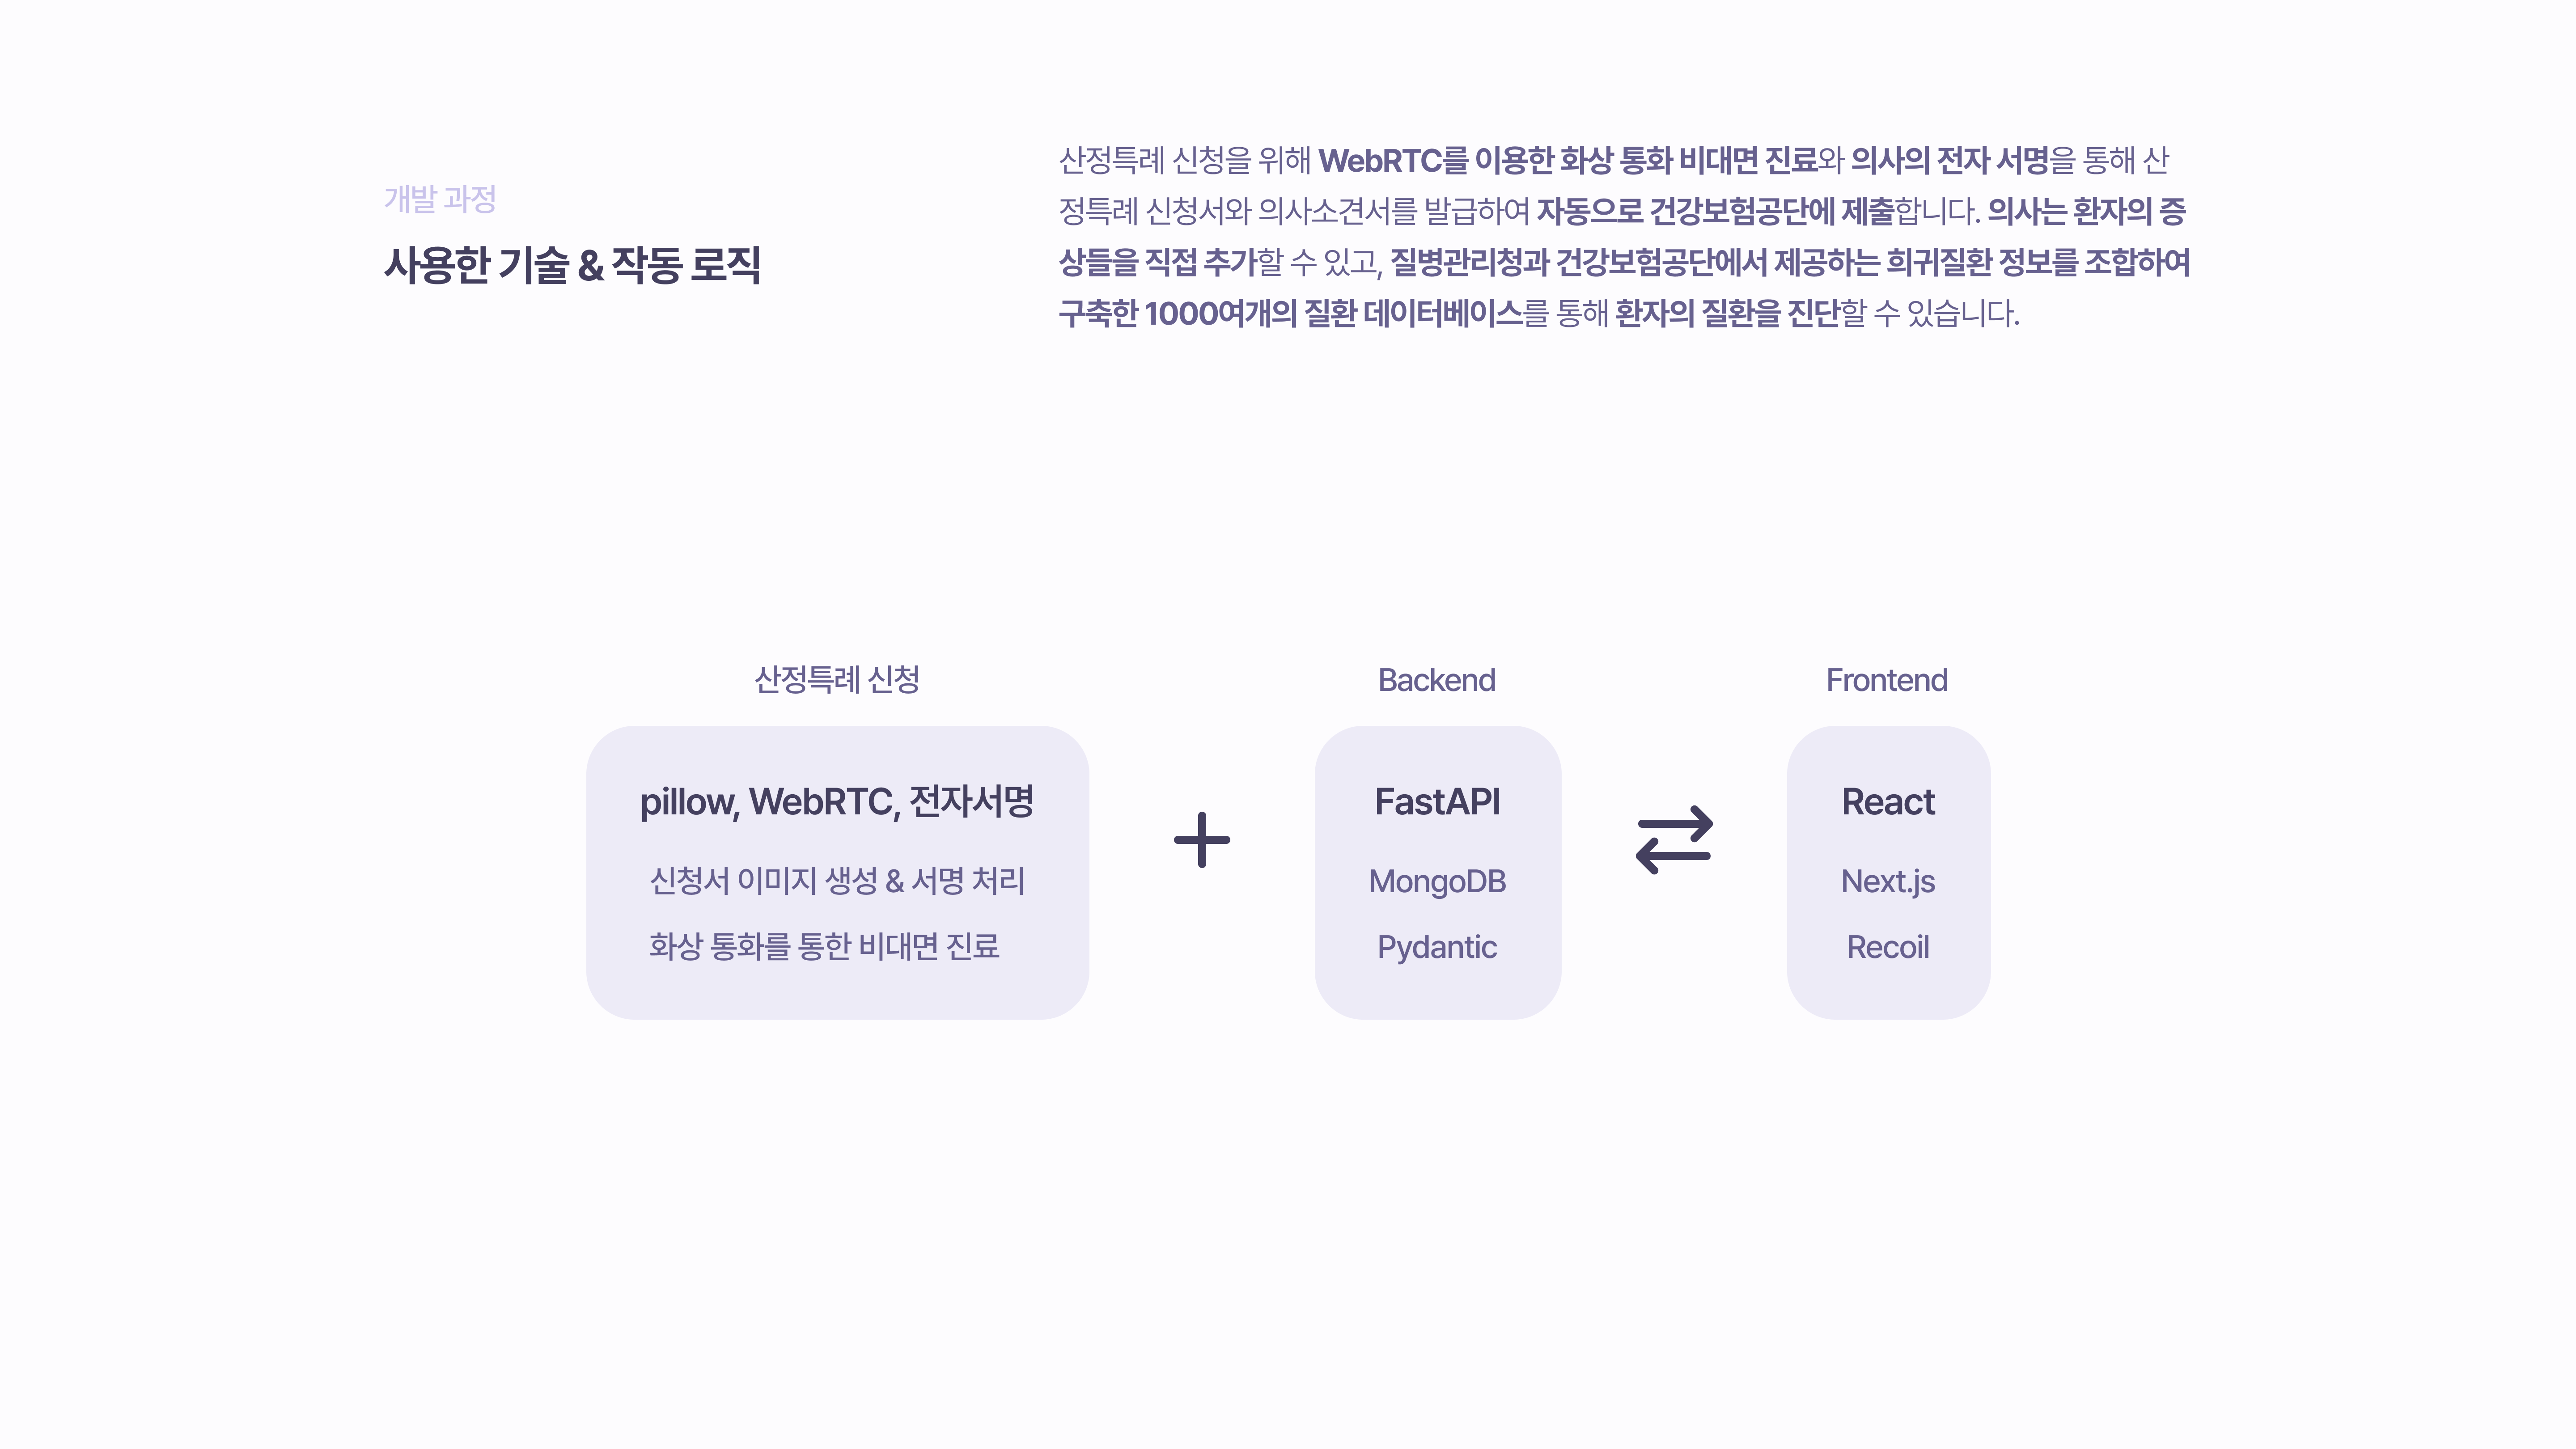 개발 과정
사용한 기술 & 작동 로직
산정특례 신청을 위해 WebRTC를 이용한 화상 통화 비대면 진료와 의사의 전자 서명을 통해 산
정특례 신청서와 의사소견서를 발급하여 자동으로 건강보험공단에 제출합니다. 의사는 환자의 증
상들을 직접 추가할 수 있고, 질병관리청과 건강보험공단에서 제공하는 희귀질환 정보를 조합하여
구축한 1000여개의 질환 데이터베이스를 통해 환자의 질환을 진단할 수 있습니다.
산정특례 신청
pillow, WebRTC, 전자서명
신청서 이미지 생성 & 서명 처리
화상 통화를 통한 비대면 진료
Backend
FastAPI
MongoDB
Pydantic
Frontend
React
Next.js
Recoil